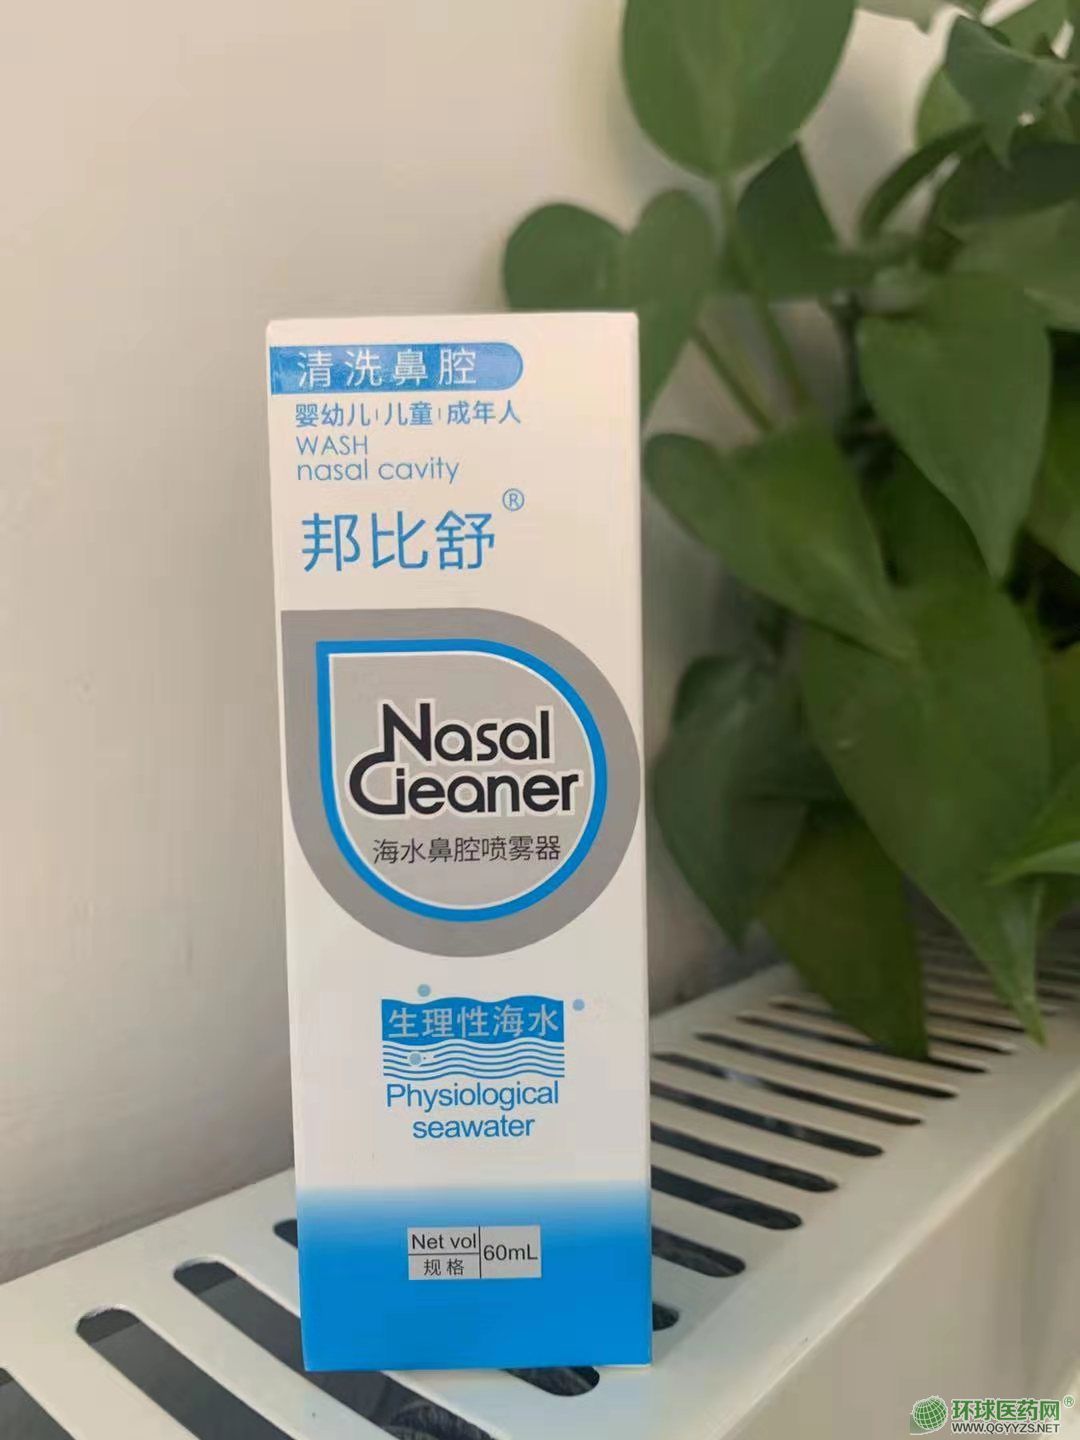 清洗鼻腔
婴幼儿|儿童|成年人
WASH
nasal cavity
邦比舒®
Nasal
Cleaner
海水鼻腔喷雾器
生理性海水
Physiological
seawater
Net vol
规格
60mL
环球医药网®
WWW.QGYYZS.NET